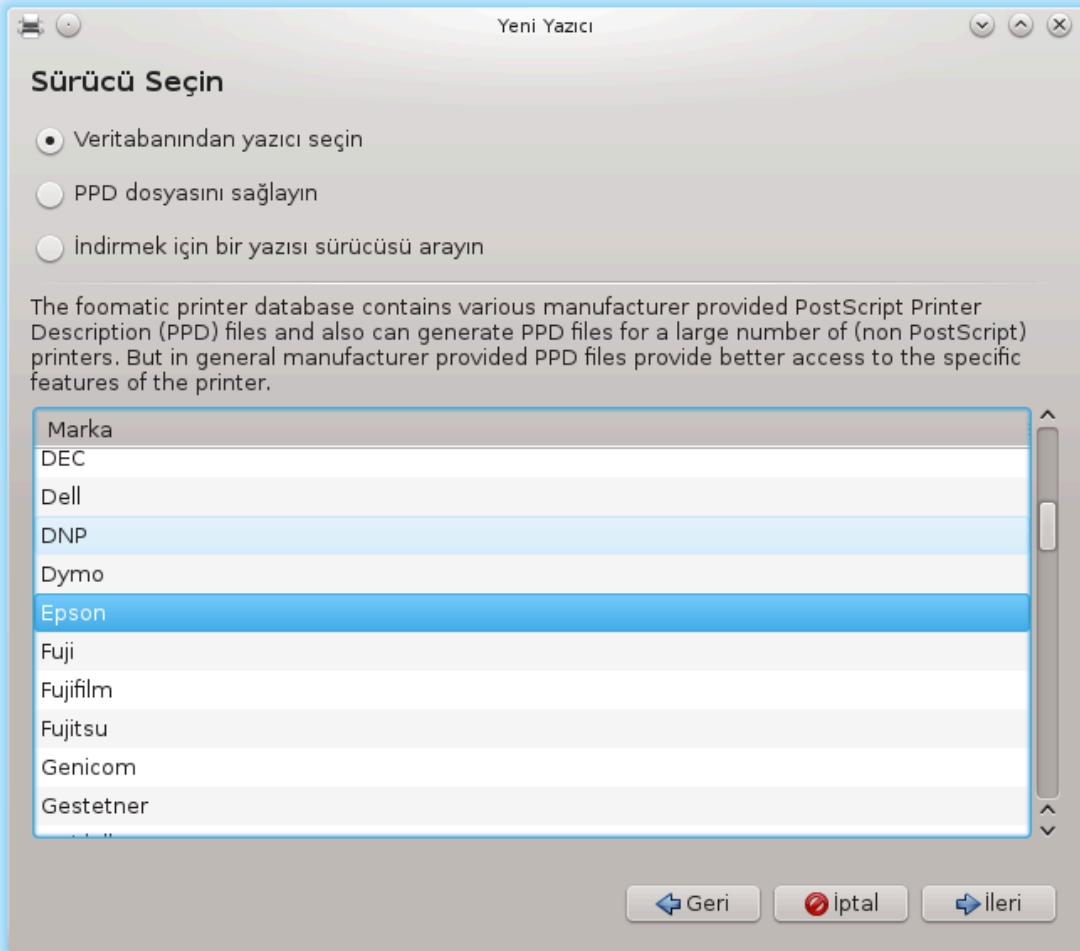 Yeni Yazıcı
Sürücü Seçin
Veritabanından yazıcı seçin
PPD dosyasını sağlayın
İndirmek için bir yazısı sürücüsü arayın
The foomatic printer database contains various manufacturer provided PostScript Printer
Description (PPD) files and also can generate PPD files for a large number of (non PostScript)
printers. But in general manufacturer provided PPD files provide better access to the specific
features of the printer.
Marka
DEC
Dell
DNP
Dymo
Epson
Fuji
Fujifilm
Fujitsu
Genicom
Gestetner
Geri
İptal
İleri